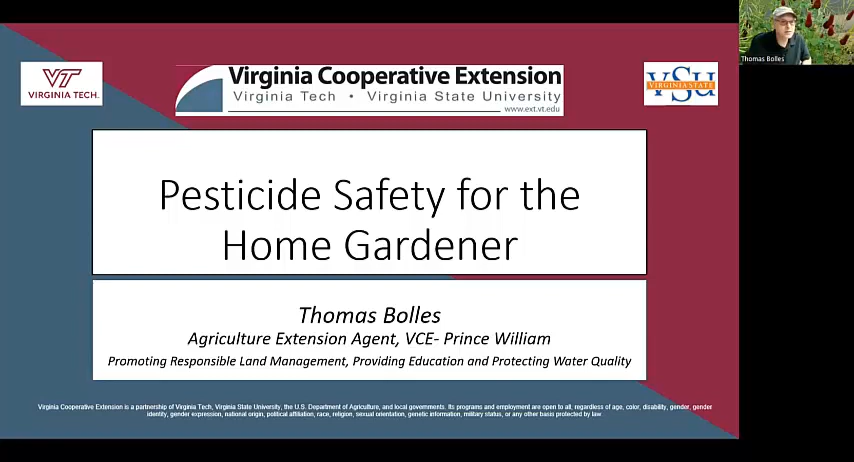 VT
VIRGINIA TECH.
Virginia Cooperative Extension
Virginia Tech • Virginia State University
www.ext.vt.edu
VSU
VIRGINIA STATE
Thomas Bolles
Pesticide Safety for the
Home Gardener
Thomas Bolles
Agriculture Extension Agent, VCE- Prince William
Promoting Responsible Land Management, Providing Education and Protecting Water Quality
Virginia Cooperative Extension is a partnership of Virginia Tech, Virginia State University, the U.S. Department of Agriculture, and local governments. Its programs and employment are open to all, regardless of age, color, disability, gender, gender
identity, gender expression, national origin, political affiliation, race, religion, sexual orientation, genetic information, military status, or any other basis protected by law